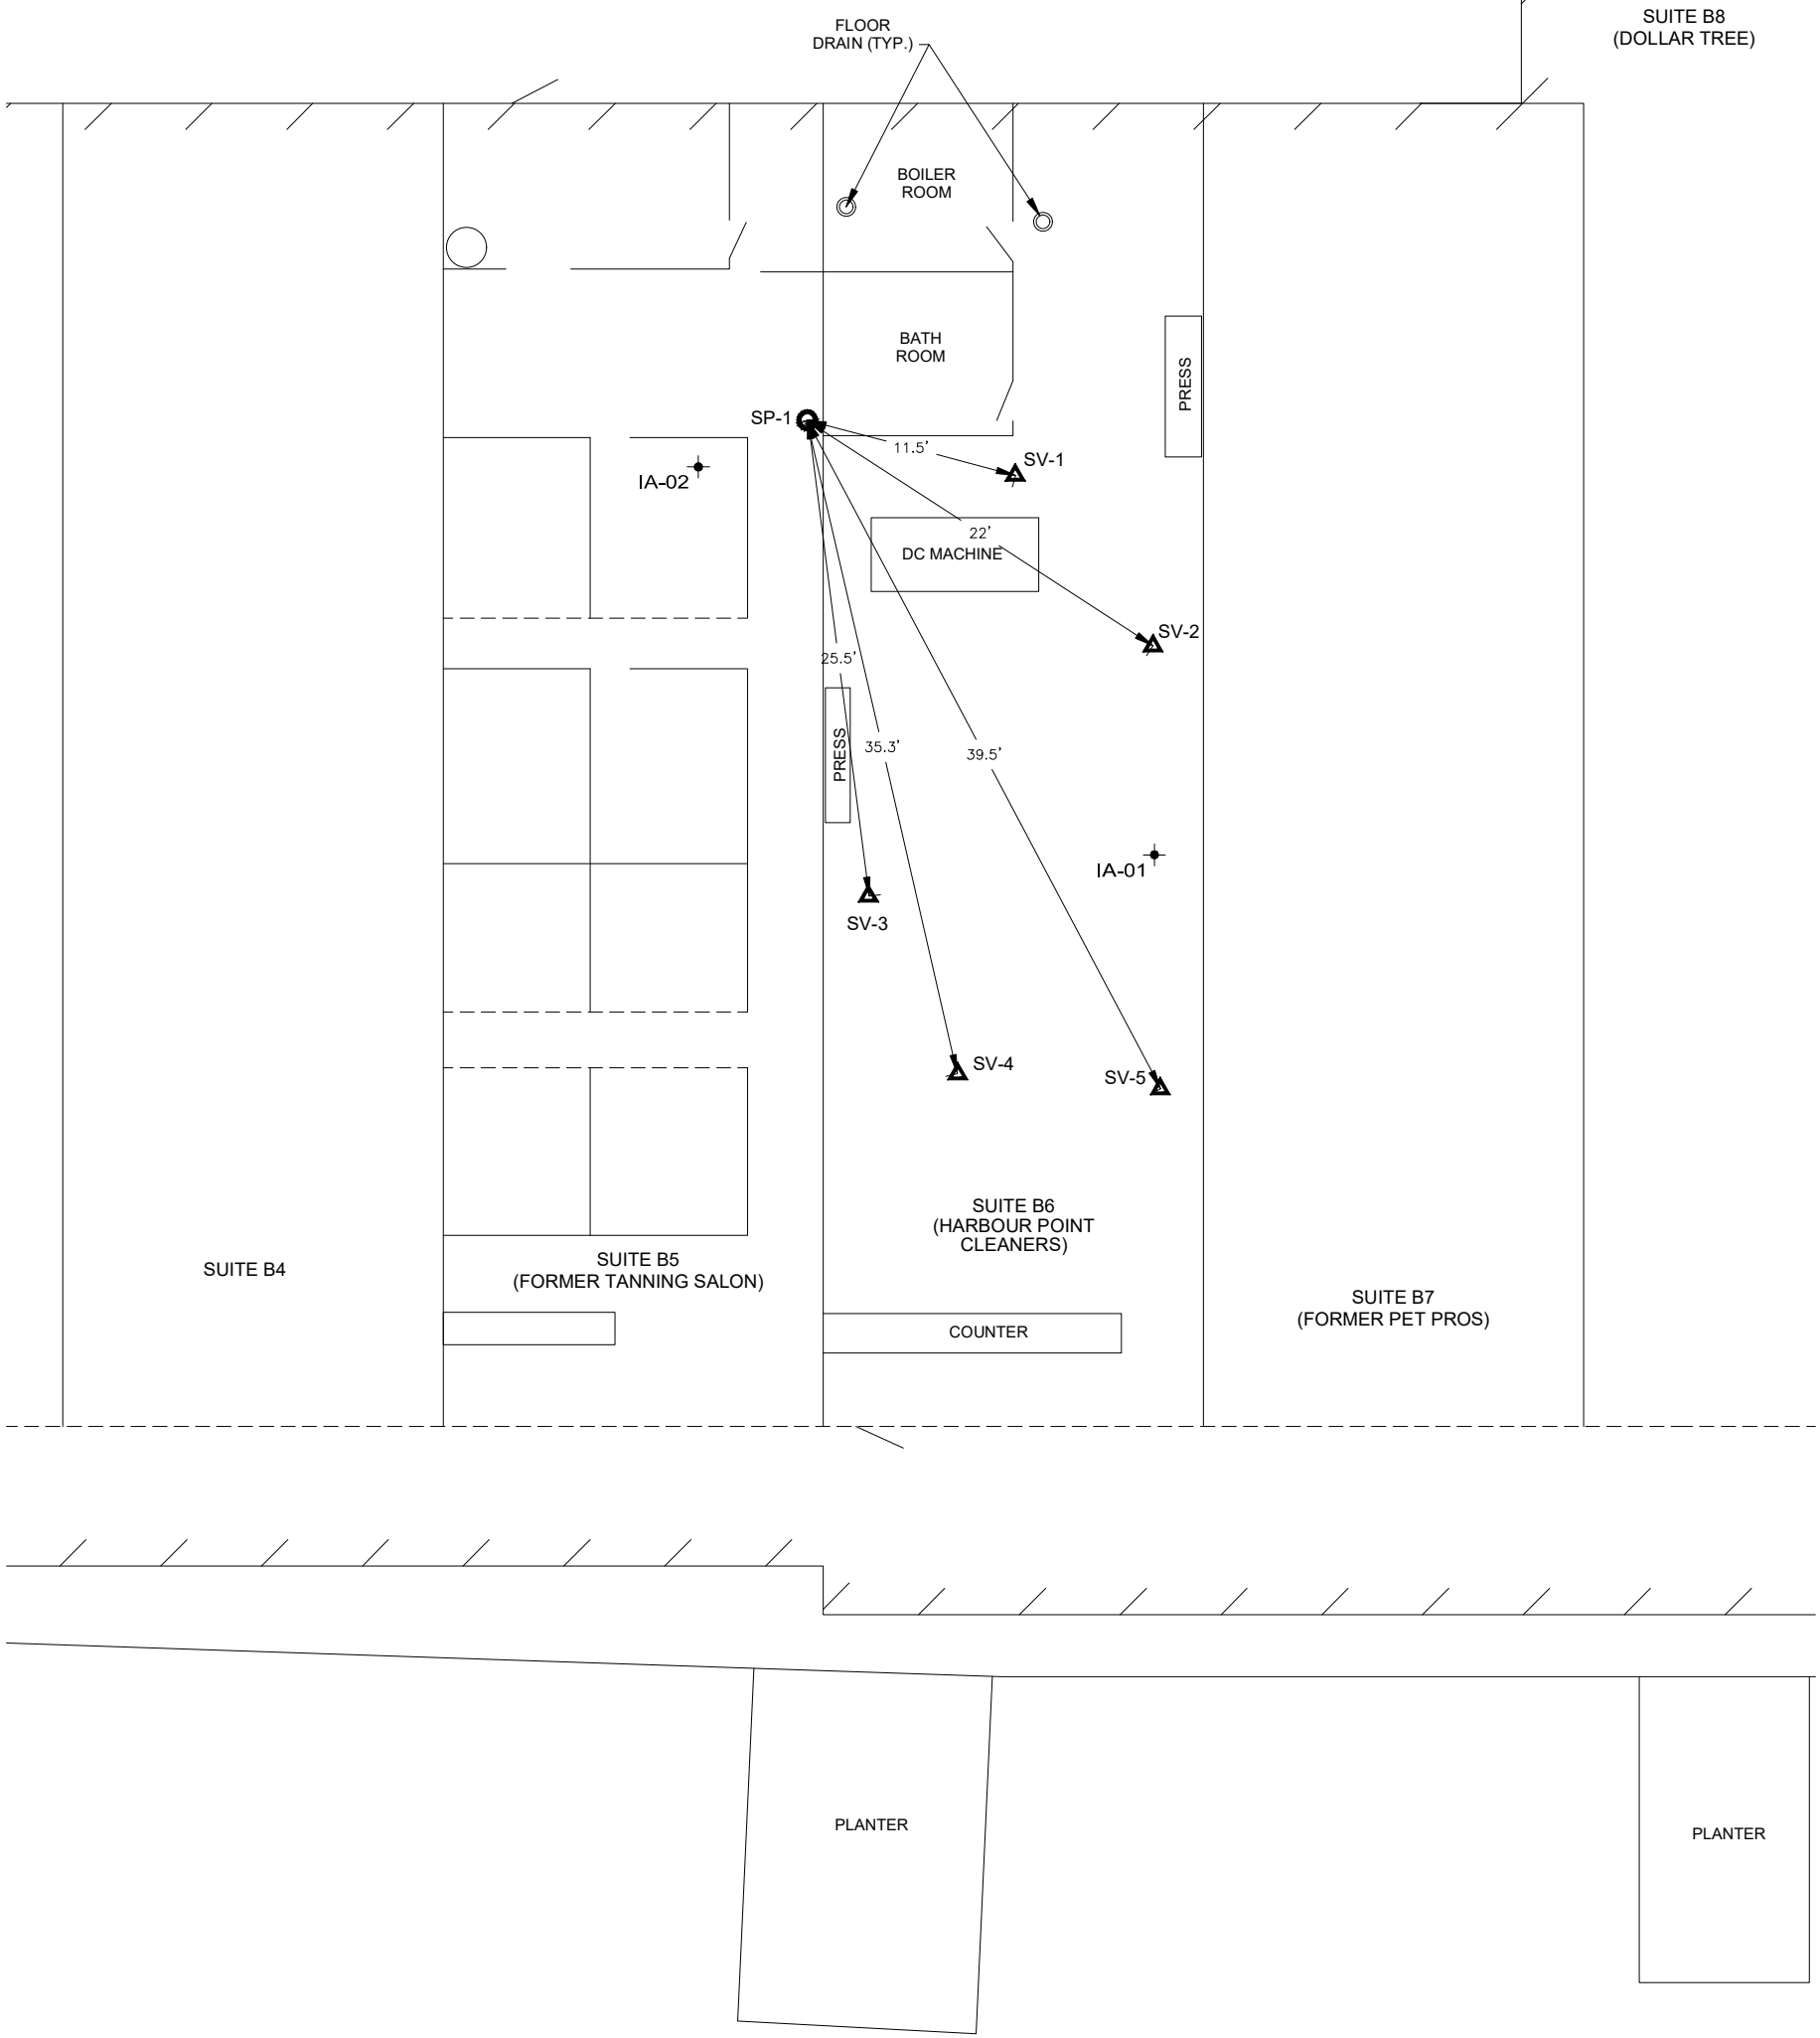 FLOOR
DRAIN (TYP.)
SUITE B8
(DOLLAR TREE)
BOILER
ROOM
BATH
ROOM
PRESS
SP-1
11.5'
SV-1
IA-02
22'
DC MACHINE
SV-2
25.5'
PRESS
35.3'
39.5'
IA-01
SV-3
SV-4
SV-5
SUITE B6
(HARBOUR POINT
CLEANERS)
SUITE B4
SUITE B5
(FORMER TANNING SALON)
SUITE B7
(FORMER PET PROS)
COUNTER
PLANTER
PLANTER